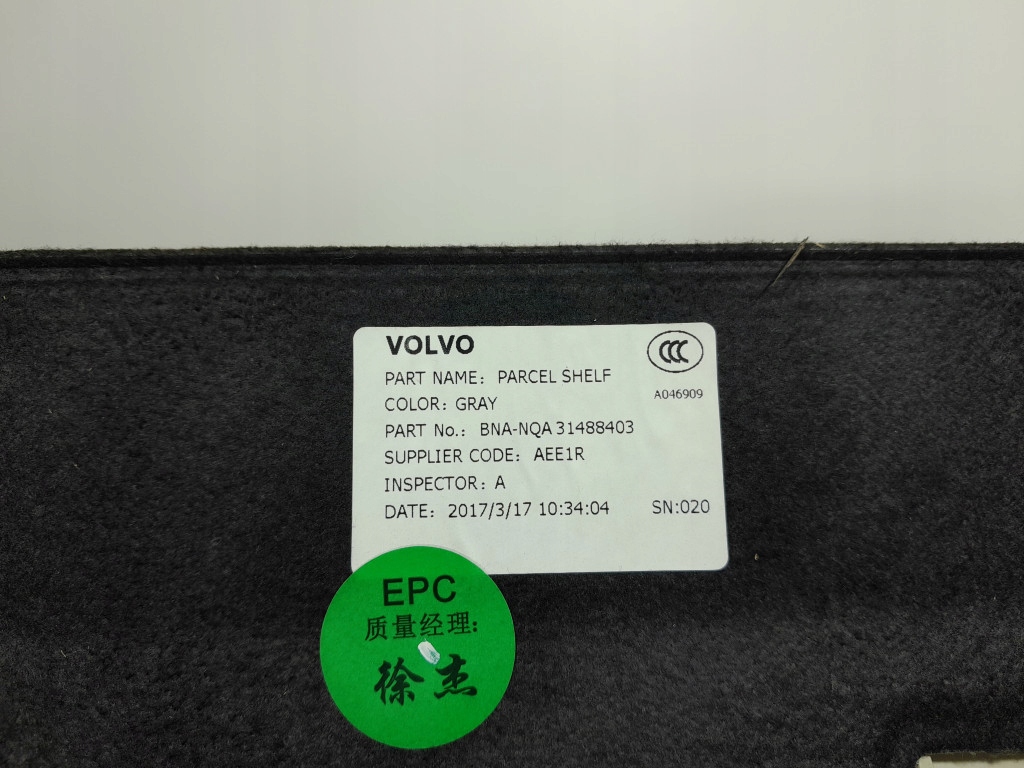 VOLVO
CCC
PART NAME: PARCEL SHELF
A046909
COLOR: GRAY
PART No.: BNA-NQA 31488403
SUPPLIER CODE: AEE1R
INSPECTOR: A
DATE: 2017/3/17 10:34:04 SN:020
EPC
质量经理:
徐杰